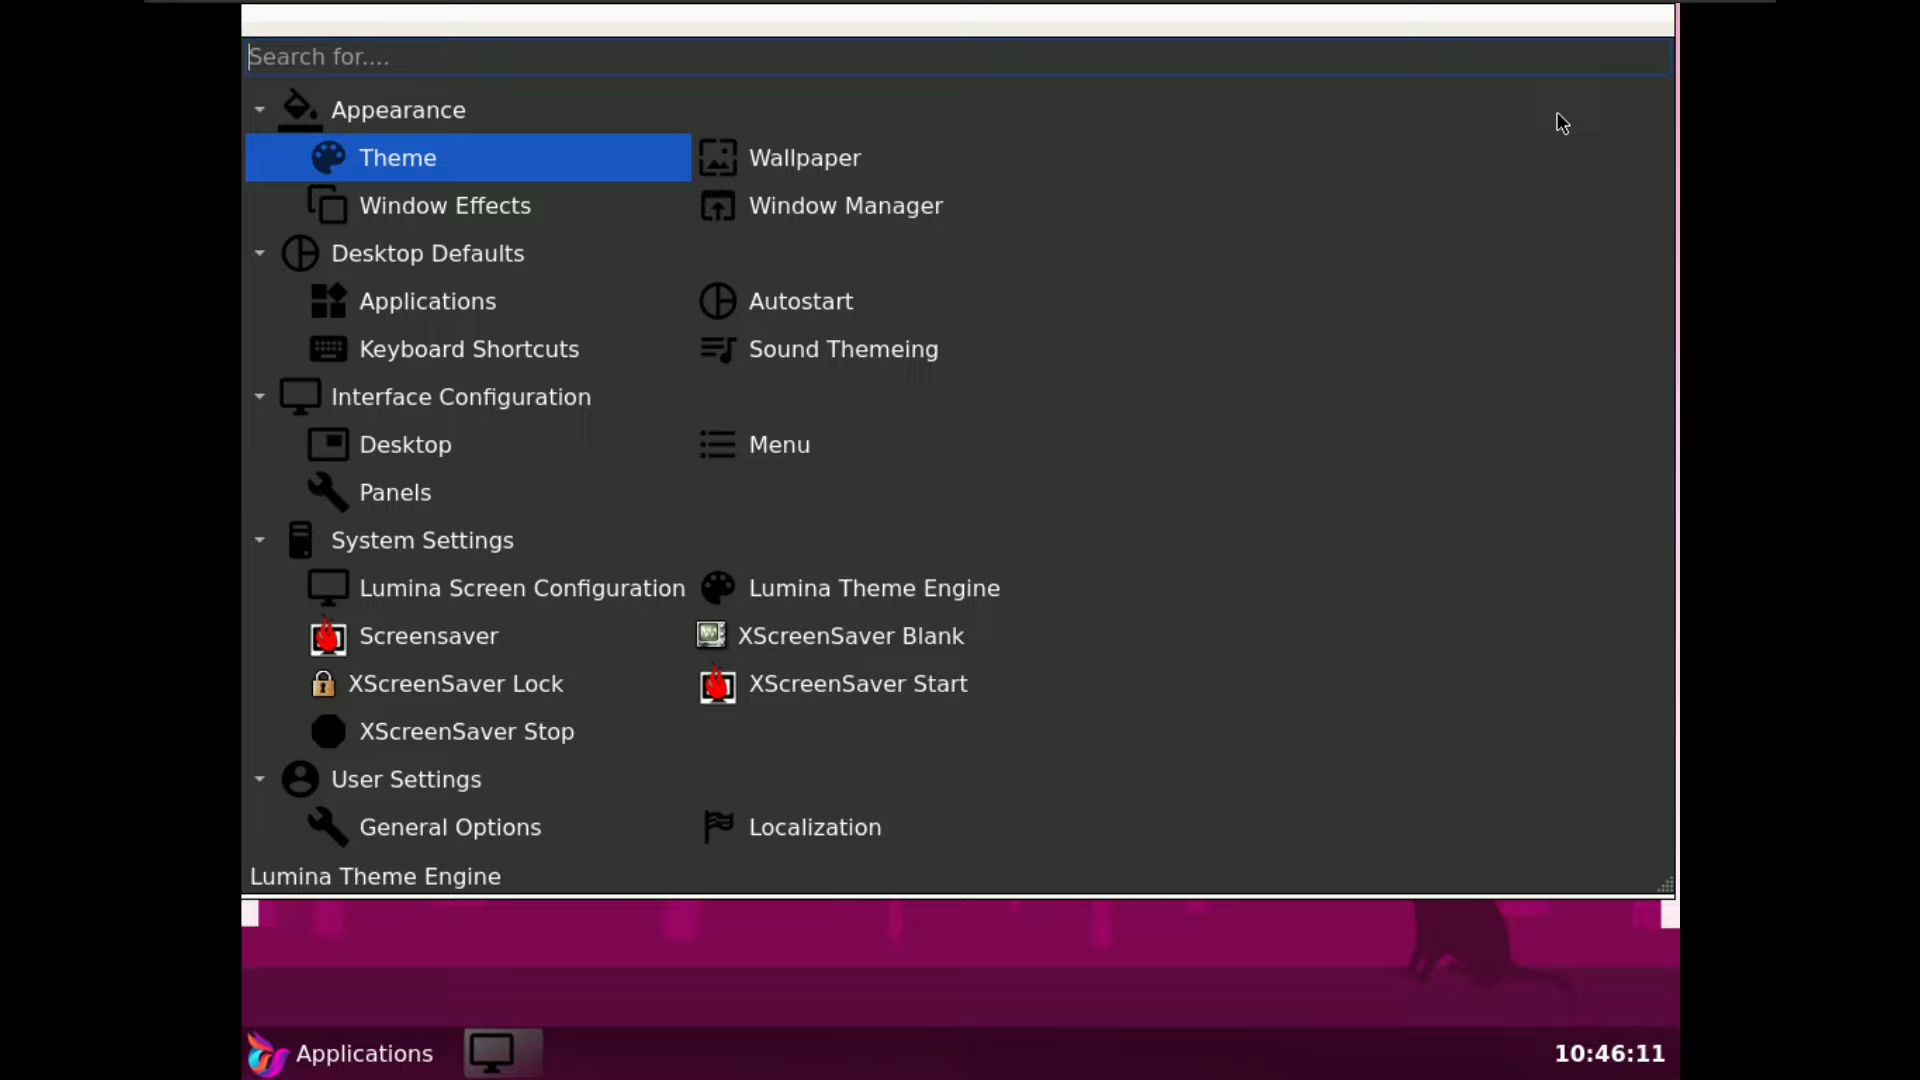 Search for....
Appearance
Theme Wallpaper
Window Effects Window Manager
Desktop Defaults
Applications Autostart
Keyboard Shortcuts Sound Themeing
Interface Configuration
Desktop Menu
Panels
System Settings
Lumina Screen Configuration Lumina Theme Engine
Screensaver XScreenSaver Blank
XScreenSaver Lock XScreenSaver Start
XScreenSaver Stop
User Settings
General Options Localization
Lumina Theme Engine
Applications 10:46:11